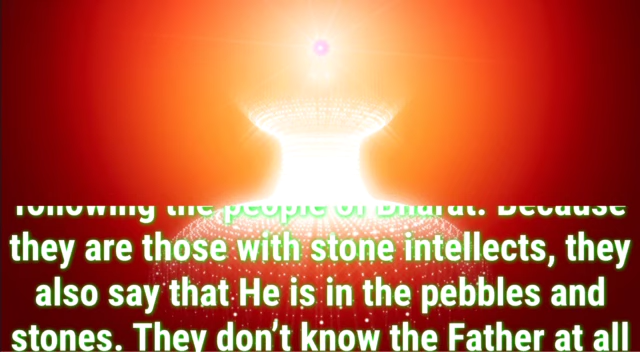 following the people of Bharat. Because
they are those with stone intellects, they
also say that He is in the pebbles and
stones. They don't know the Father at all